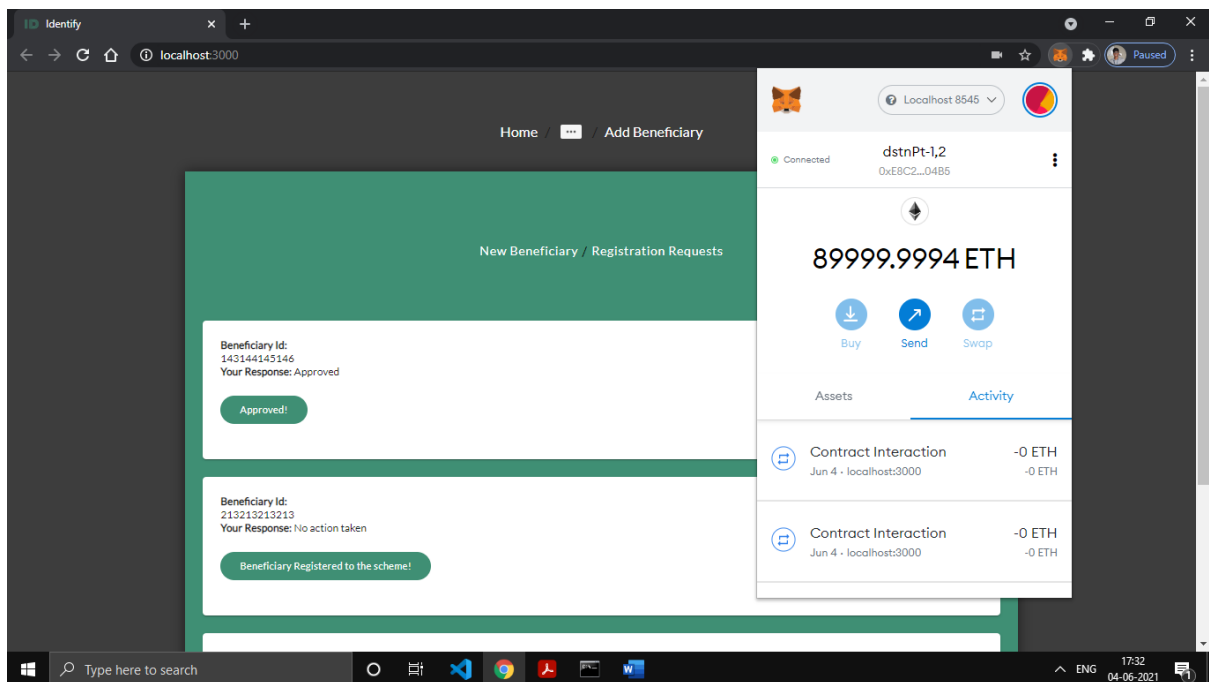 ID Identify
localhost:3000
Paused
Home / ... / Add Beneficiary
New Beneficiary / Registration Requests
Beneficiary Id:
143144145146
Your Response: Approved
Approved!
Beneficiary Id:
213213213213
Your Response: No action taken
Beneficiary Registered to the scheme!
Localhost 8545
Connected
dstnPt-1,2
0xE8C2...04B5
89999.9994 ETH
Buy Send Swap
Assets Activity
Contract Interaction -0 ETH
Jun 4 · localhost:3000 -0 ETH
Contract Interaction -0 ETH
Jun 4 · localhost:3000 -0 ETH
Type here to search
ENG
17:32
04-06-2021
1